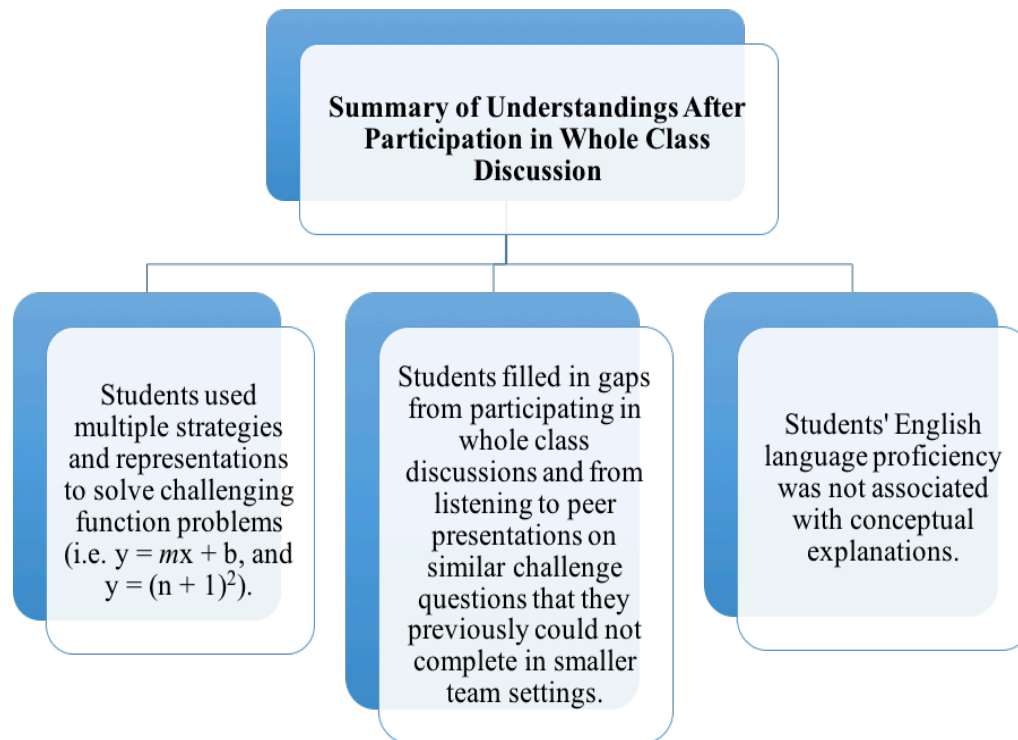 Summary of Understandings After
Participation in Whole Class
Discussion
Students used
multiple strategies
and representations
to solve challenging
function problems
(i.e. y = mx + b, and
y = (n + 1)²).
Students filled in gaps
from participating in
whole class
discussions and from
listening to peer
presentations on
similar challenge
questions that they
previously could not
complete in smaller
team settings.
Students' English
language proficiency
was not associated
with conceptual
explanations.